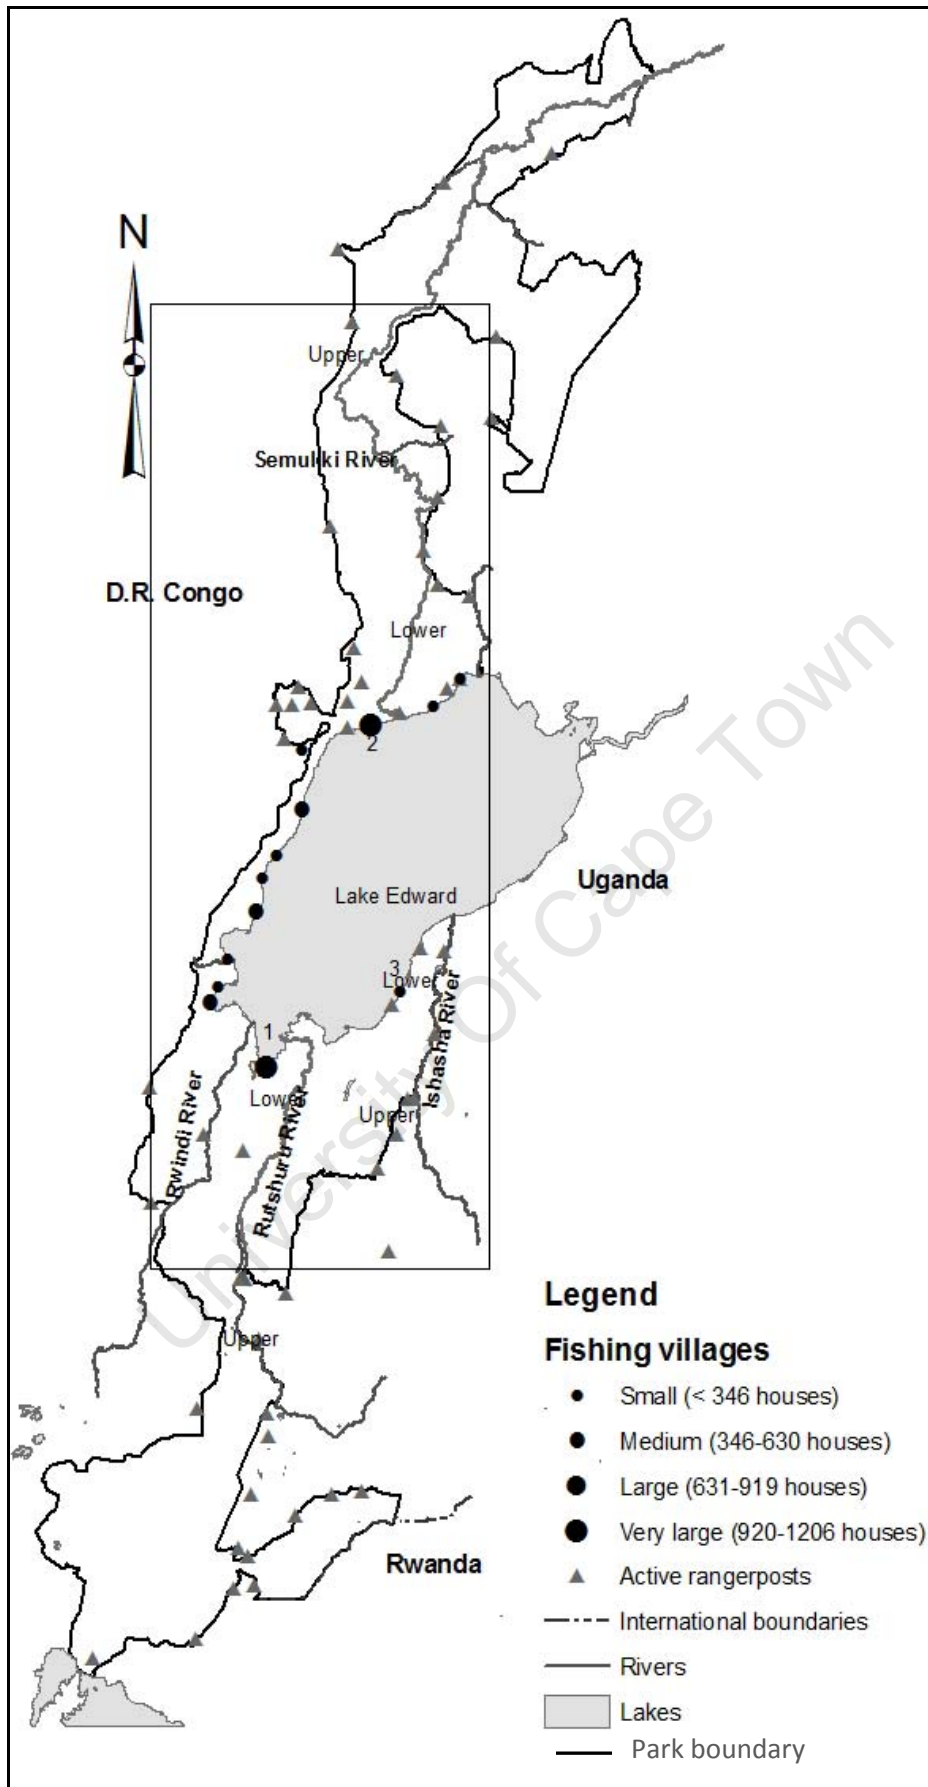 N
Upper
Semukki River
D.R. Congo
Lower
2
Lake Edward
Uganda
3
Lower
Ishasha River
1
Lower
Upper
Rwindi River
Rutshuru River
Upper
Rwanda
University Of Cape Town
Legend
Fishing villages
Small (< 346 houses)
Medium (346-630 houses)
Large (631-919 houses)
Very large (920-1206 houses)
Active rangerposts
International boundaries
Rivers
Lakes
Park boundary